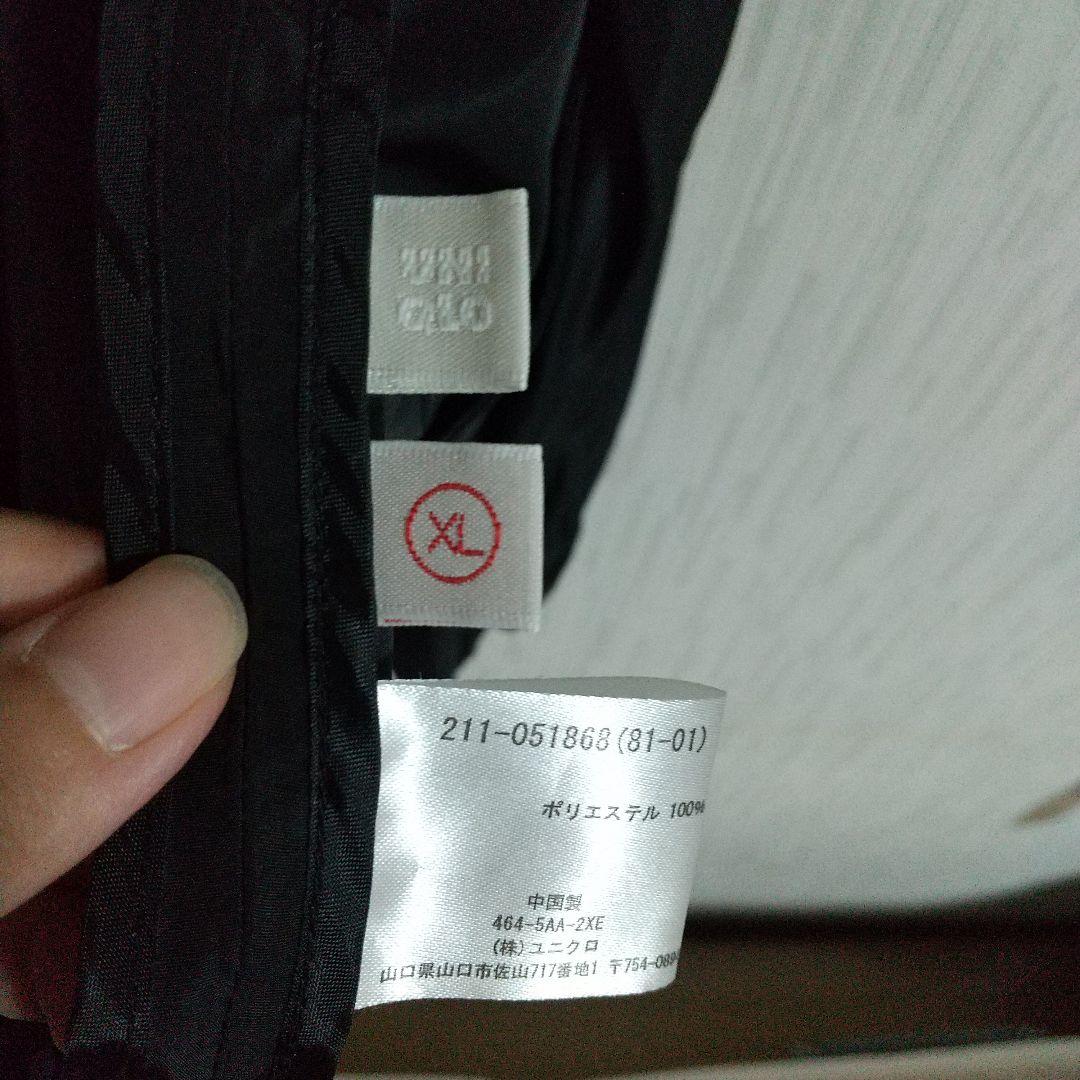 UNI
QLO
XL
211-051868(81-01)
ポリエステル 100%
中国製
464-5AA-2XE
(株)ユニクロ
山口県山口市佐山717番地1